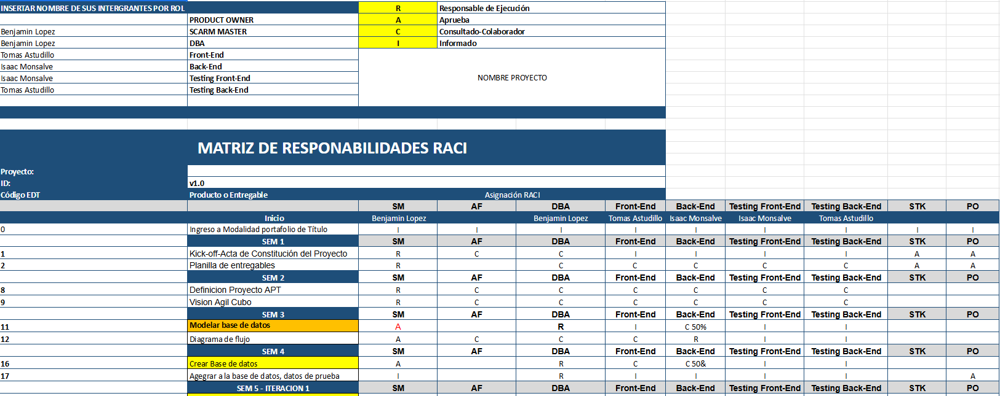 INSERTAR NOMBRE DE SUS INTERGRANTES POR ROL R Responsable de Ejecución
PRODUCT OWNER A Aprueba
Benjamin Lopez SCARM MASTER C Consultado-Colaborador
Benjamin Lopez DBA I Informado
Tomas Astudillo Front-End
Isaac Monsalve Back-End
Isaac Monsalve Testing Front-End NOMBRE PROYECTO
Tomas Astudillo Testing Back-End
MATRIZ DE RESPONABILIDADES RACI
Proyecto:
ID: v1.0
Código EDT Producto o Entregable Asignación RACI
SM AF DBA Front-End Back-End Testing Front-End Testing Back-End STK PO
Inicio Benjamin Lopez Benjamin Lopez Tomas Astudillo Isaac Monsalve Isaac Monsalve Tomas Astudillo
0 Ingreso a Modalidad portafolio de Título I I I I I I I I I
SEM 1 SM AF DBA Front-End Back-End Testing Front-End Testing Back-End STK PO
1 Kick-off-Acta de Constitución del Proyecto R C C I I I I A A
2 Planilla de entregables R C C C C C A A
SEM 2 SM AF DBA Front-End Back-End Testing Front-End Testing Back-End STK PO
8 Definicion Proyecto APT R C C C C C C
9 Vision Agil Cubo R C C C C C C
SEM 3 SM AF DBA Front-End Back-End Testing Front-End Testing Back-End STK PO
11 Modelar base de datos A R I C 50% I I
12 Diagrama de flujo A C C C R I I
SEM 4 SM AF DBA Front-End Back-End Testing Front-End Testing Back-End STK PO
16 Crear Base de datos A R C C 50& I I
17 Agegrar a la base de datos, datos de prueba I R I I I I A
SEM 5 - ITERACION 1 SM AF DBA Front-End Back-End Testing Front-End Testing Back-End STK PO